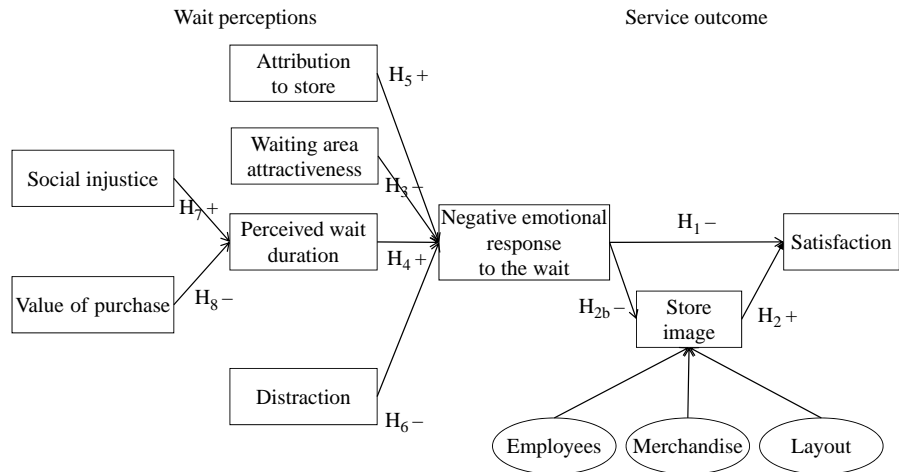 Wait perceptions
Service outcome
Attribution
to store
H5+
Waiting area
attractiveness
H3−
Social injustice
H7+
Perceived wait
duration
H4+
Negative emotional
response
to the wait
H1−
Satisfaction
Value of purchase
H8−
H2b−
Store
image
H2+
Distraction
H6−
Employees
Merchandise
Layout